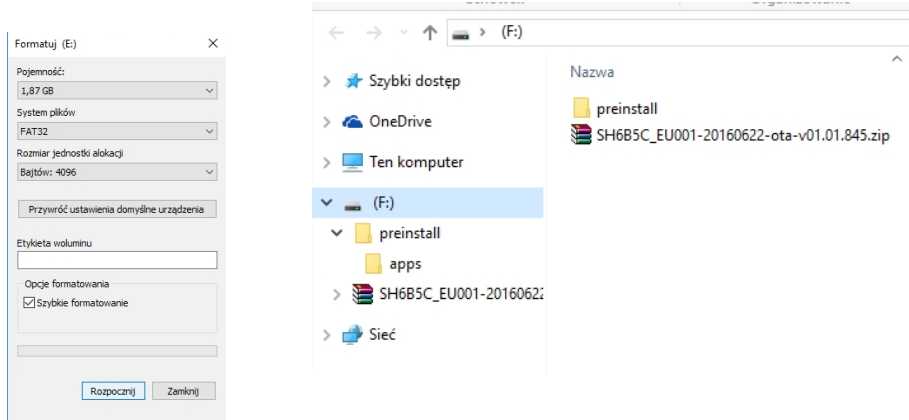 Formatuj (E:)
Pojemność:
1,87 GB
System plików
FAT32
Rozmiar jednostki alokacji
Bajtów: 4096
Przywróć ustawienia domyślne urządzenia
Etykieta woluminu
Opcje formatowania
Szybkie formatowanie
Rozpocznij
Zamknij
(F:)
Szybki dostęp
OneDrive
Ten komputer
(F:)
preinstall
apps
SH6B5C_EU001-2016062
Sieć
Nazwa
preinstall
SH6B5C_EU001-20160622-ota-v01.01.845.zip